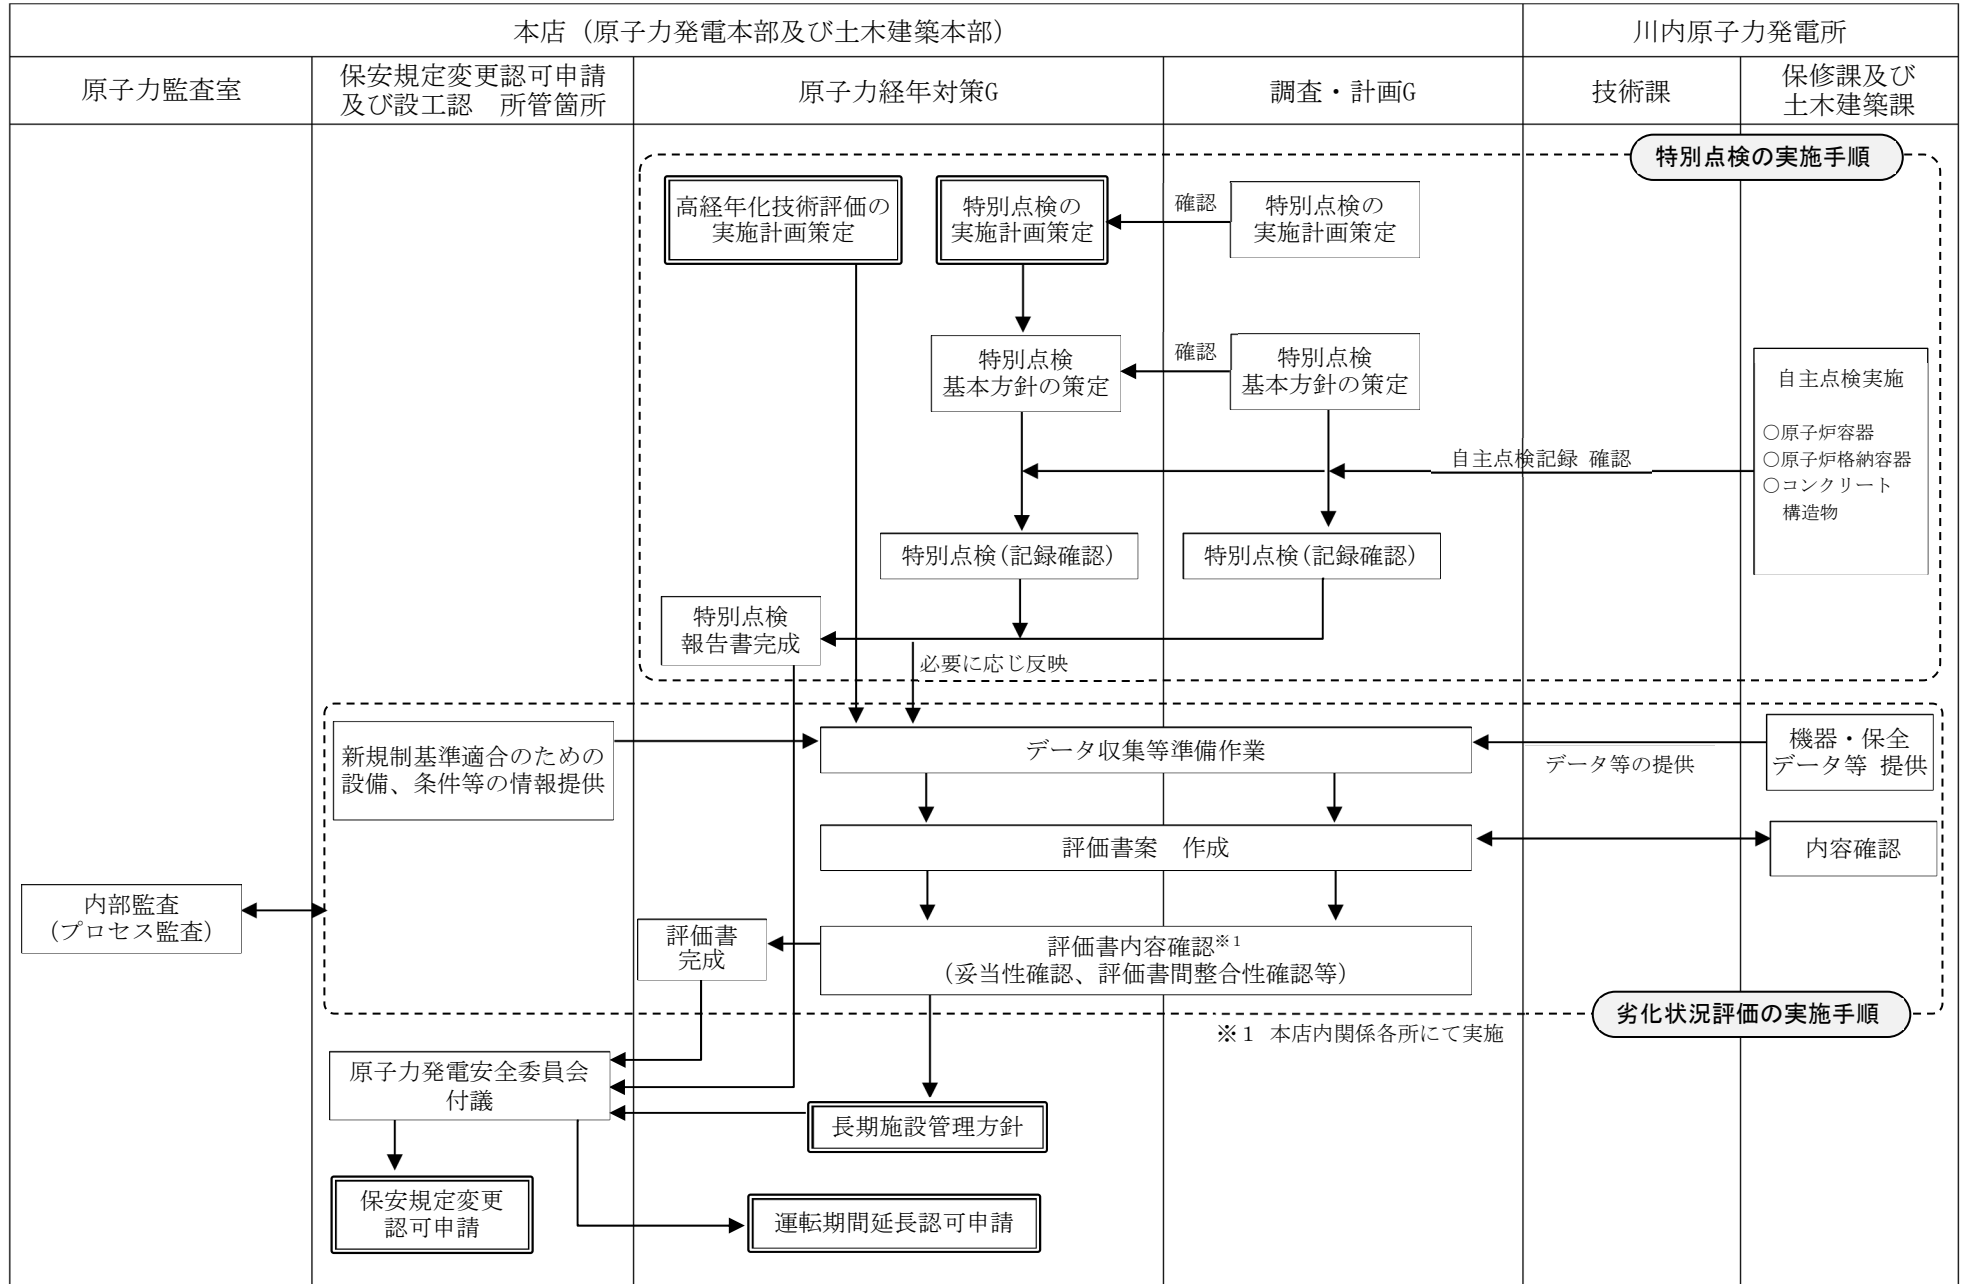 本店（原子力発電本部及び土木建築本部）
川内原子力発電所
原子力監査室
保安規定変更認可申請
及び設工認　所管箇所
原子力経年対策G
調査・計画G
技術課
保修課及び
土木建築課
特別点検の実施手順
高経年化技術評価の
実施計画策定
特別点検の
実施計画策定
確認
特別点検の
実施計画策定
特別点検
基本方針の策定
確認
特別点検
基本方針の策定
自主点検実施
○原子炉容器
○原子炉格納容器
○コンクリート
構造物
自主点検記録 確認
特別点検(記録確認)
特別点検(記録確認)
特別点検
報告書完成
必要に応じ反映
新規制基準適合のための
設備、条件等の情報提供
データ収集等準備作業
データ等の提供
機器・保全
データ等 提供
評価書案　作成
内容確認
内部監査
（プロセス監査）
評価書
完成
評価書内容確認※１
（妥当性確認、評価書間整合性確認等）
劣化状況評価の実施手順
※１ 本店内関係各所にて実施
原子力発電安全委員会
付議
長期施設管理方針
保安規定変更
認可申請
運転期間延長認可申請